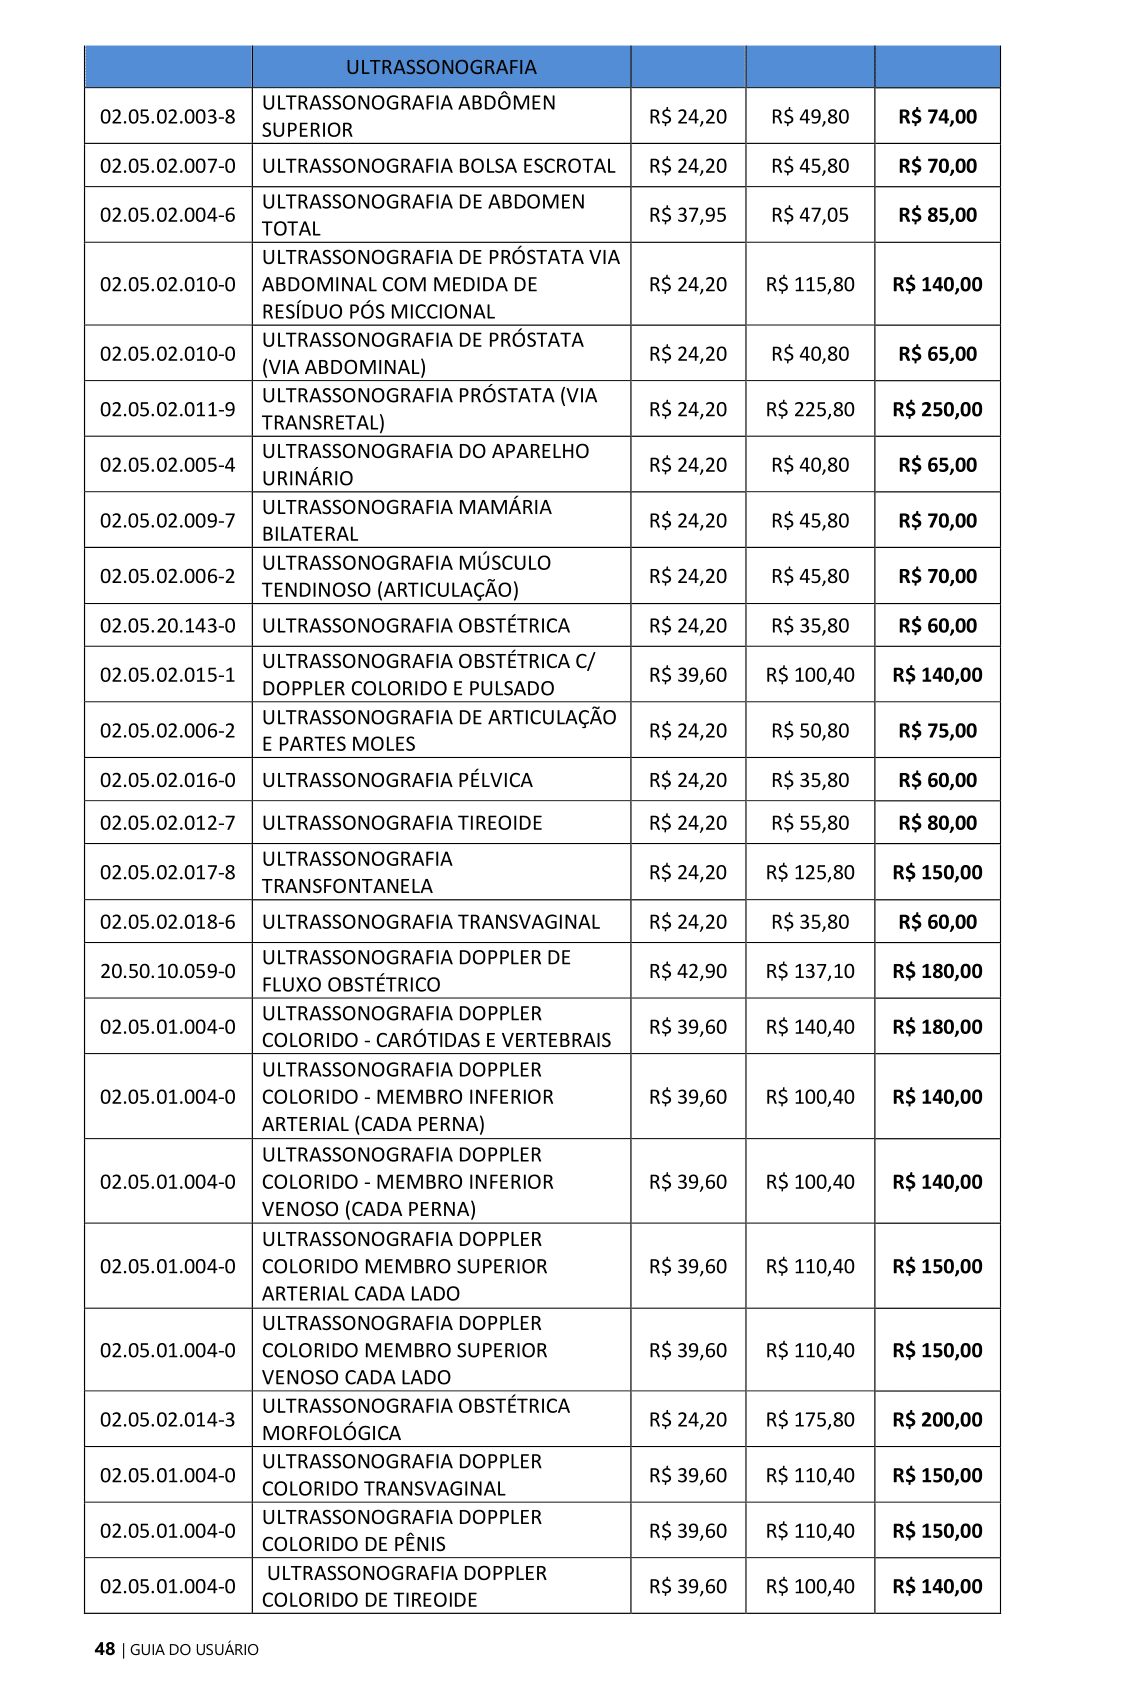 ULTRASSONOGRAFIA
02.05.02.003-8 ULTRASSONOGRAFIA ABDÔMEN SUPERIOR R$ 24,20 R$ 49,80 R$ 74,00
02.05.02.007-0 ULTRASSONOGRAFIA BOLSA ESCROTAL R$ 24,20 R$ 45,80 R$ 70,00
02.05.02.004-6 ULTRASSONOGRAFIA DE ABDOMEN TOTAL R$ 37,95 R$ 47,05 R$ 85,00
02.05.02.010-0 ULTRASSONOGRAFIA DE PRÓSTATA VIA ABDOMINAL COM MEDIDA DE RESÍDUO PÓS MICCIONAL R$ 24,20 R$ 115,80 R$ 140,00
02.05.02.010-0 ULTRASSONOGRAFIA DE PRÓSTATA (VIA ABDOMINAL) R$ 24,20 R$ 40,80 R$ 65,00
02.05.02.011-9 ULTRASSONOGRAFIA PRÓSTATA (VIA TRANSRETAL) R$ 24,20 R$ 225,80 R$ 250,00
02.05.02.005-4 ULTRASSONOGRAFIA DO APARELHO URINÁRIO R$ 24,20 R$ 40,80 R$ 65,00
02.05.02.009-7 ULTRASSONOGRAFIA MAMÁRIA BILATERAL R$ 24,20 R$ 45,80 R$ 70,00
02.05.02.006-2 ULTRASSONOGRAFIA MÚSCULO TENDINOSO (ARTICULAÇÃO) R$ 24,20 R$ 45,80 R$ 70,00
02.05.20.143-0 ULTRASSONOGRAFIA OBSTÉTRICA R$ 24,20 R$ 35,80 R$ 60,00
02.05.02.015-1 ULTRASSONOGRAFIA OBSTÉTRICA C/ DOPPLER COLORIDO E PULSADO R$ 39,60 R$ 100,40 R$ 140,00
02.05.02.006-2 ULTRASSONOGRAFIA DE ARTICULAÇÃO E PARTES MOLES R$ 24,20 R$ 50,80 R$ 75,00
02.05.02.016-0 ULTRASSONOGRAFIA PÉLVICA R$ 24,20 R$ 35,80 R$ 60,00
02.05.02.012-7 ULTRASSONOGRAFIA TIREOIDE R$ 24,20 R$ 55,80 R$ 80,00
02.05.02.017-8 ULTRASSONOGRAFIA TRANSFONTANELA R$ 24,20 R$ 125,80 R$ 150,00
02.05.02.018-6 ULTRASSONOGRAFIA TRANSVAGINAL R$ 24,20 R$ 35,80 R$ 60,00
20.50.10.059-0 ULTRASSONOGRAFIA DOPPLER DE FLUXO OBSTÉTRICO R$ 42,90 R$ 137,10 R$ 180,00
02.05.01.004-0 ULTRASSONOGRAFIA DOPPLER COLORIDO - CARÓTIDAS E VERTEBRAIS R$ 39,60 R$ 140,40 R$ 180,00
02.05.01.004-0 ULTRASSONOGRAFIA DOPPLER COLORIDO - MEMBRO INFERIOR ARTERIAL (CADA PERNA) R$ 39,60 R$ 100,40 R$ 140,00
02.05.01.004-0 ULTRASSONOGRAFIA DOPPLER COLORIDO - MEMBRO INFERIOR VENOSO (CADA PERNA) R$ 39,60 R$ 100,40 R$ 140,00
02.05.01.004-0 ULTRASSONOGRAFIA DOPPLER COLORIDO MEMBRO SUPERIOR ARTERIAL CADA LADO R$ 39,60 R$ 110,40 R$ 150,00
02.05.01.004-0 ULTRASSONOGRAFIA DOPPLER COLORIDO MEMBRO SUPERIOR VENOSO CADA LADO R$ 39,60 R$ 110,40 R$ 150,00
02.05.02.014-3 ULTRASSONOGRAFIA OBSTÉTRICA MORFOLÓGICA R$ 24,20 R$ 175,80 R$ 200,00
02.05.01.004-0 ULTRASSONOGRAFIA DOPPLER COLORIDO TRANSVAGINAL R$ 39,60 R$ 110,40 R$ 150,00
02.05.01.004-0 ULTRASSONOGRAFIA DOPPLER COLORIDO DE PÊNIS R$ 39,60 R$ 110,40 R$ 150,00
02.05.01.004-0 ULTRASSONOGRAFIA DOPPLER COLORIDO DE TIREOIDE R$ 39,60 R$ 100,40 R$ 140,00
48 | GUIA DO USUÁRIO